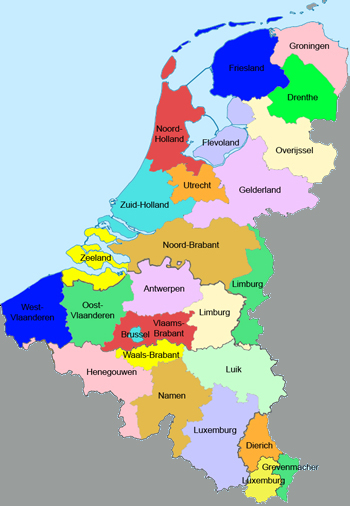 Groningen
Friesland
Drenthe
Noord-
Holland
Flevoland
Overijssel
Utrecht
Gelderland
Zuid-Holland
Noord-Brabant
Zeeland
Limburg
Antwerpen
West-
Vlaanderen
Oost-
Vlaanderen
Limburg
Vlaams-
Brabant
Brussel
Waals-Brabant
Henegouwen
Luik
Namen
Luxemburg
Dierich
Grevenmacher
Luxemburg